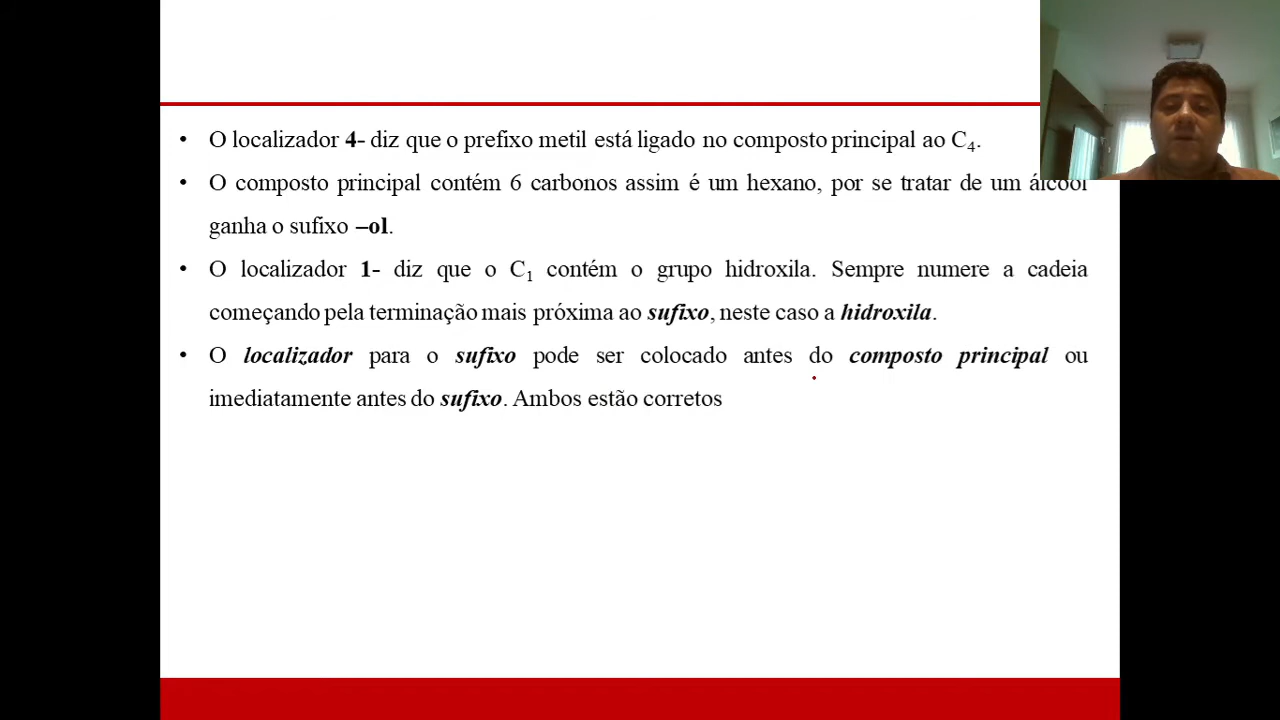 • O localizador 4- diz que o prefixo metil está ligado no composto principal ao C₄.
• O composto principal contém 6 carbonos assim é um hexano, por se tratar de um álcool
ganha o sufixo –ol.
• O localizador 1- diz que o C₁ contém o grupo hidroxila. Sempre numere a cadeia
começando pela terminação mais próxima ao sufixo, neste caso a hidroxila.
• O localizador para o sufixo pode ser colocado antes do composto principal ou
imediatamente antes do sufixo. Ambos estão corretos